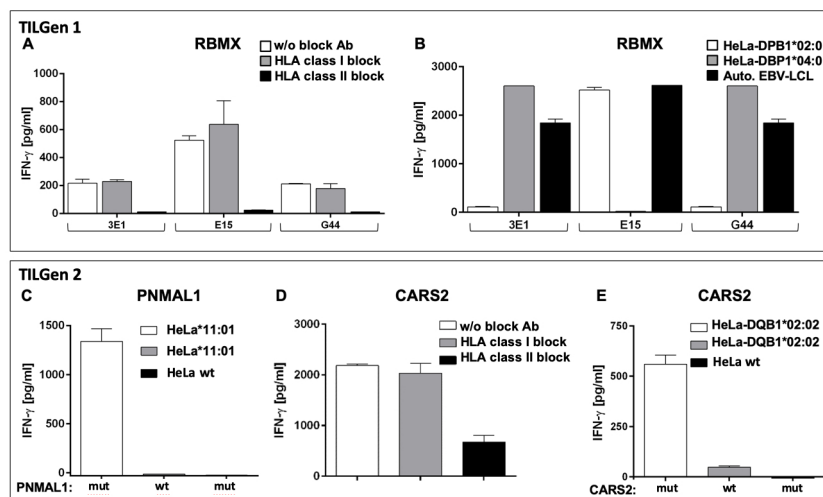 TILGen 1
A
RBMX
w/o block Ab
HLA class I block
HLA class II block
IFN-γ [pg/ml]
1000
800
600
400
200
0
3E1
E15
G44
B
RBMX
HeLa-DPB1*02:0
HeLa-DBP1*04:0
Auto. EBV-LCL
IFN-γ [pg/ml]
3000
2000
1000
0
3E1
E15
G44
TILGen 2
C
PNMAL1
HeLa*11:01
HeLa*11:01
HeLa wt
IFN-γ [pg/ml]
1500
1000
500
0
PNMAL1: mut wt mut
D
CARS2
w/o block Ab
HLA class I block
HLA class II block
IFN-γ [pg/ml]
3000
2000
1000
0
E
CARS2
HeLa-DQB1*02:02
HeLa-DQB1*02:02
HeLa wt
IFN-γ [pg/ml]
750
500
250
0
CARS2: mut wt mut